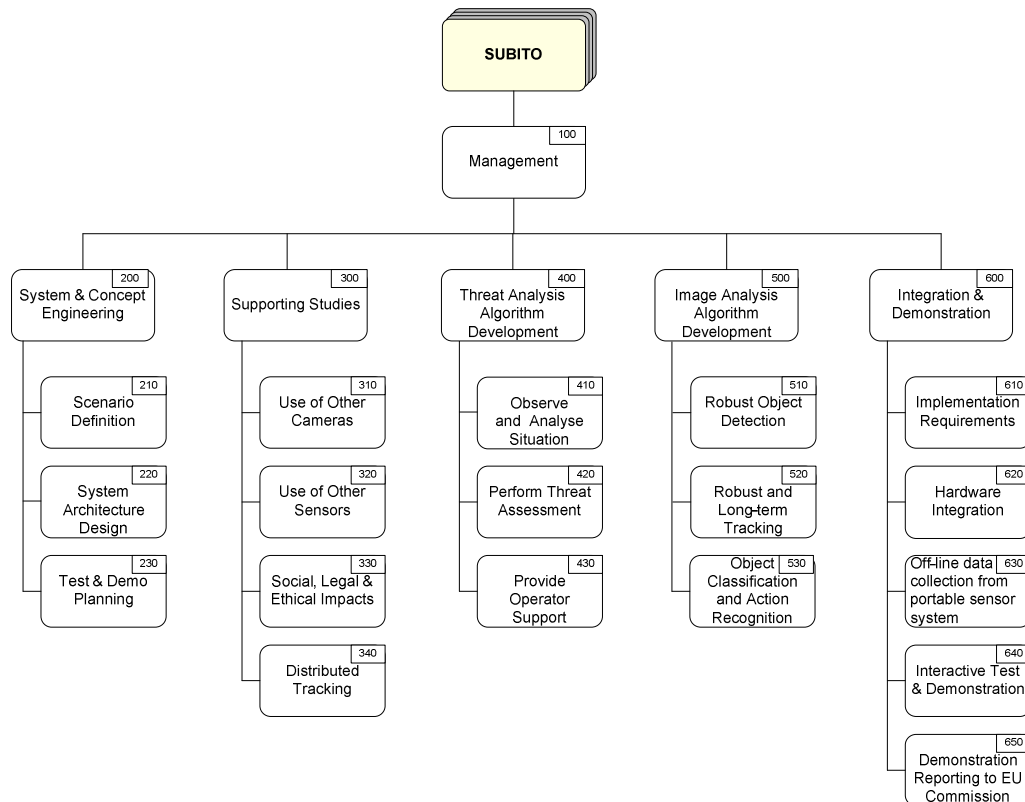 SUBITO
100
Management
200
System & Concept
Engineering
300
Supporting Studies
400
Threat Analysis
Algorithm
Development
500
Image Analysis
Algorithm
Development
600
Integration &
Demonstration
210
Scenario
Definition
310
Use of Other
Cameras
410
Observe
and Analyse
Situation
510
Robust Object
Detection
610
Implementation
Requirements
220
System
Architecture
Design
320
Use of Other
Sensors
420
Perform Threat
Assessment
520
Robust and
Long-term
Tracking
620
Hardware
Integration
230
Test & Demo
Planning
330
Social, Legal &
Ethical Impacts
430
Provide
Operator
Support
530
Object
Classification
and Action
Recognition
630
Off-line data
collection from
portable sensor
system
340
Distributed
Tracking
640
Interactive Test
& Demonstration
650
Demonstration
Reporting to EU
Commission